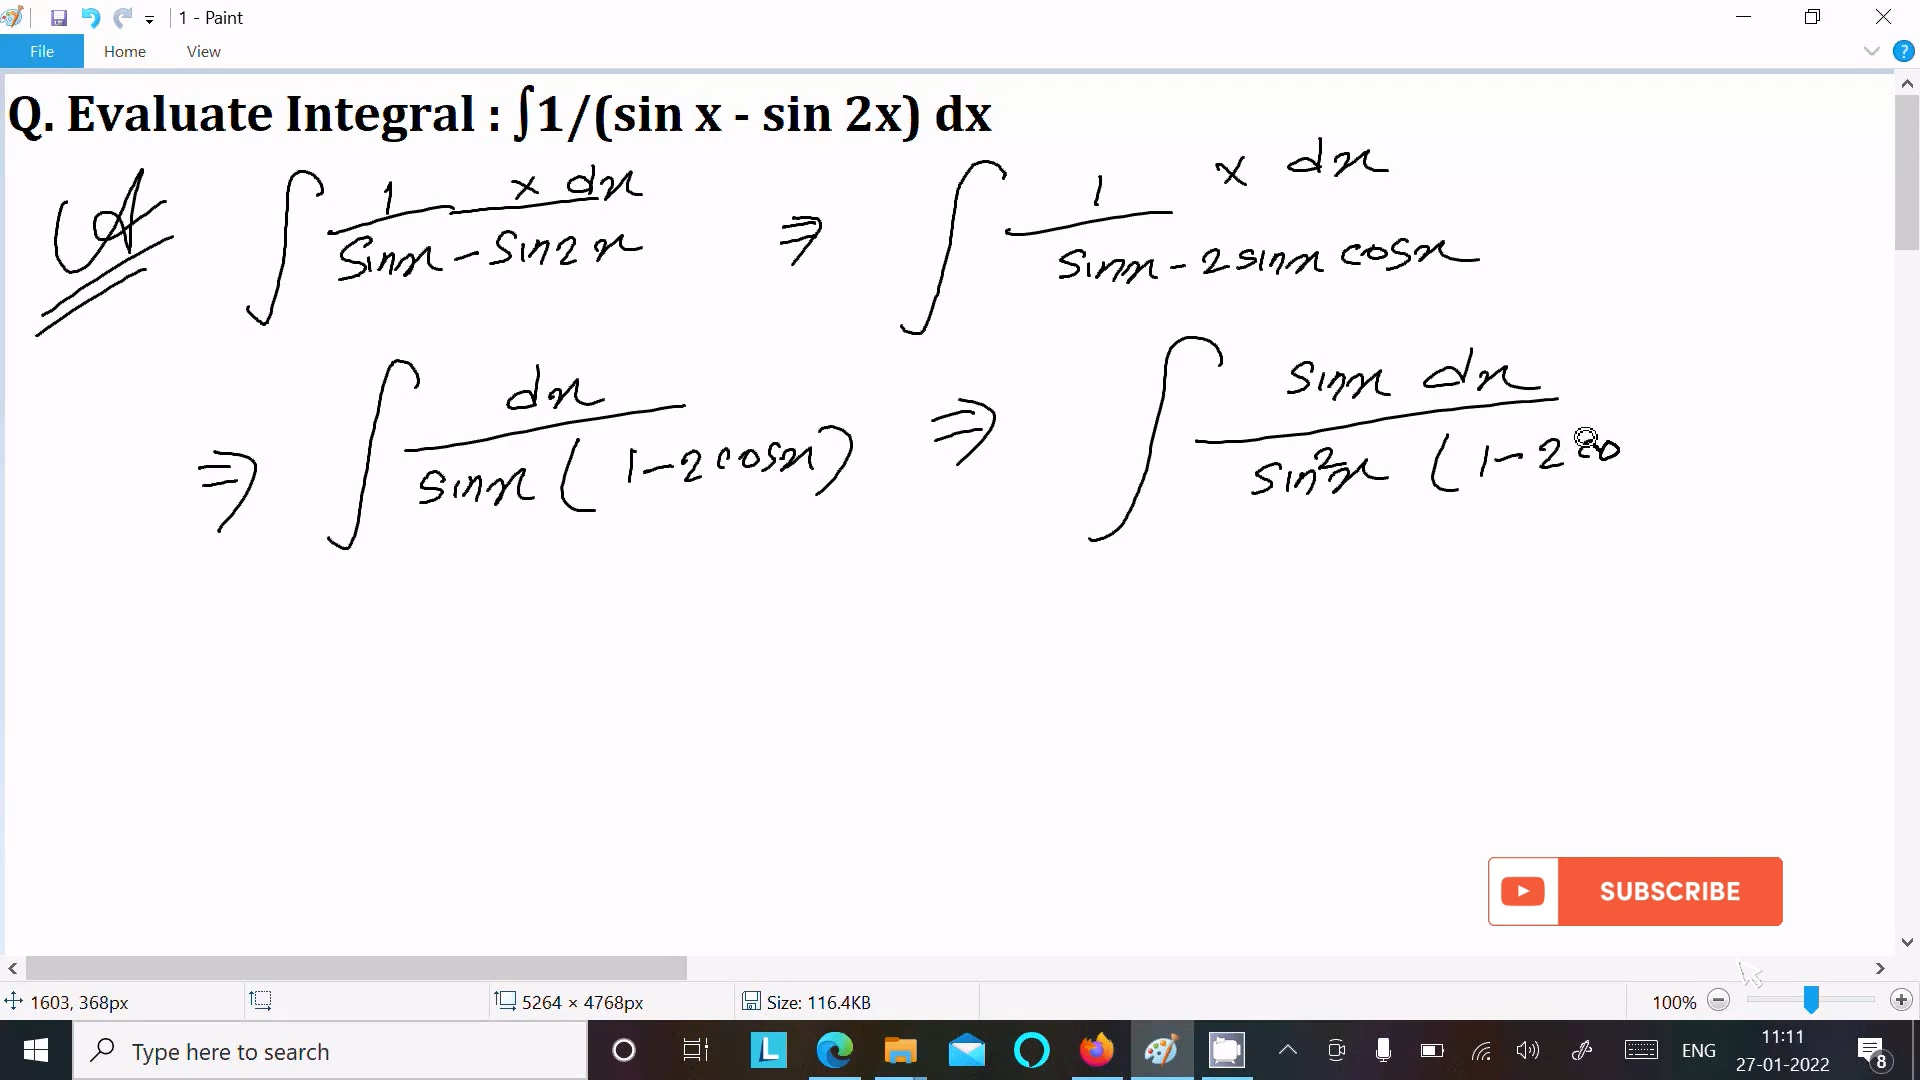 1 - Paint
File Home View
Q. Evaluate Integral : ∫1/(sin x - sin 2x) dx
A ∫ 1/(sinx - sin2x) × dx ⇒ ∫ 1/(sinx - 2sinx cosx) × dx
⇒ ∫ dx/(sinx (1-2cosx)) ⇒ ∫ sinx dx/(sin²x (1-2co
SUBSCRIBE
1603, 368px 5264 × 4768px Size: 116.4KB 100%
Type here to search L ENG 11:11
27-01-2022 8